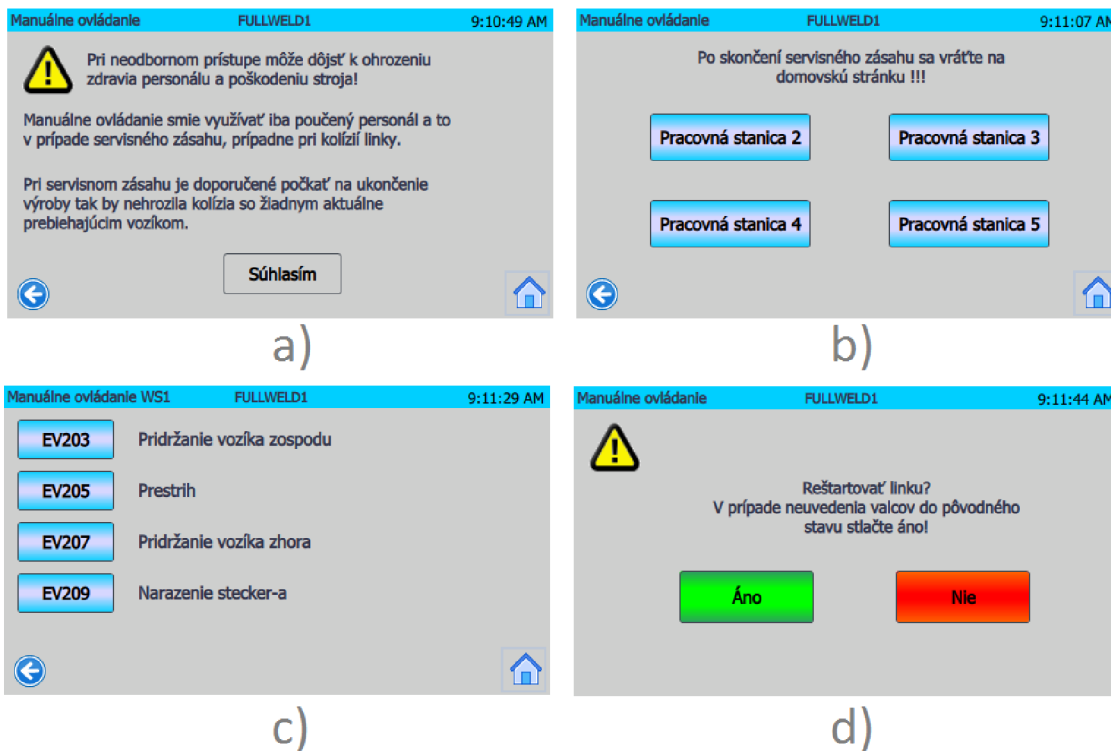 Manuálne ovládanie FULLWELD1 9:10:49 AM
Pri neodbornom prístupe môže dôjsť k ohrozeniu
zdravia personálu a poškodeniu stroja!
Manuálne ovládanie smie využívať iba poučený personál a to
v prípade servisného zásahu, prípadne pri kolízií linky.
Pri servisnom zásahu je doporučené počkať na ukončenie
výroby tak by nehrozila kolízia so žiadnym aktuálne
prebiehajúcim vozíkom.
Súhlasím
a)
Manuálne ovládanie FULLWELD1 9:11:07 AM
Po skončení servisného zásahu sa vráťte na
domovskú stránku !!!
Pracovná stanica 2 Pracovná stanica 3
Pracovná stanica 4 Pracovná stanica 5
b)
Manuálne ovládanie WS1 FULLWELD1 9:11:29 AM
EV203 Pridržanie vozíka zospodu
EV205 Prestrih
EV207 Pridržanie vozíka zhora
EV209 Narazenie stecker-a
c)
Manuálne ovládanie FULLWELD1 9:11:44 AM
Reštartovať linku?
V prípade neuvedenia valcov do pôvodného
stavu stlačte áno!
Áno Nie
d)